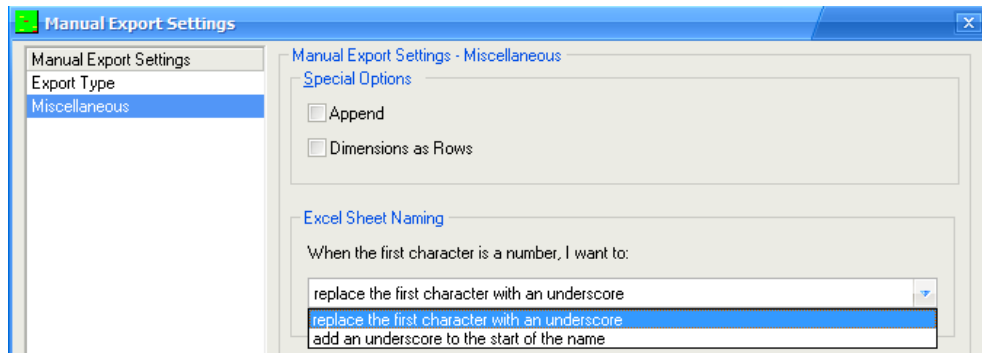 Manual Export Settings
Manual Export Settings
Export Type
Miscellaneous
Manual Export Settings - Miscellaneous
Special Options
Append
Dimensions as Rows
Excel Sheet Naming
When the first character is a number, I want to:
replace the first character with an underscore
replace the first character with an underscore
add an underscore to the start of the name